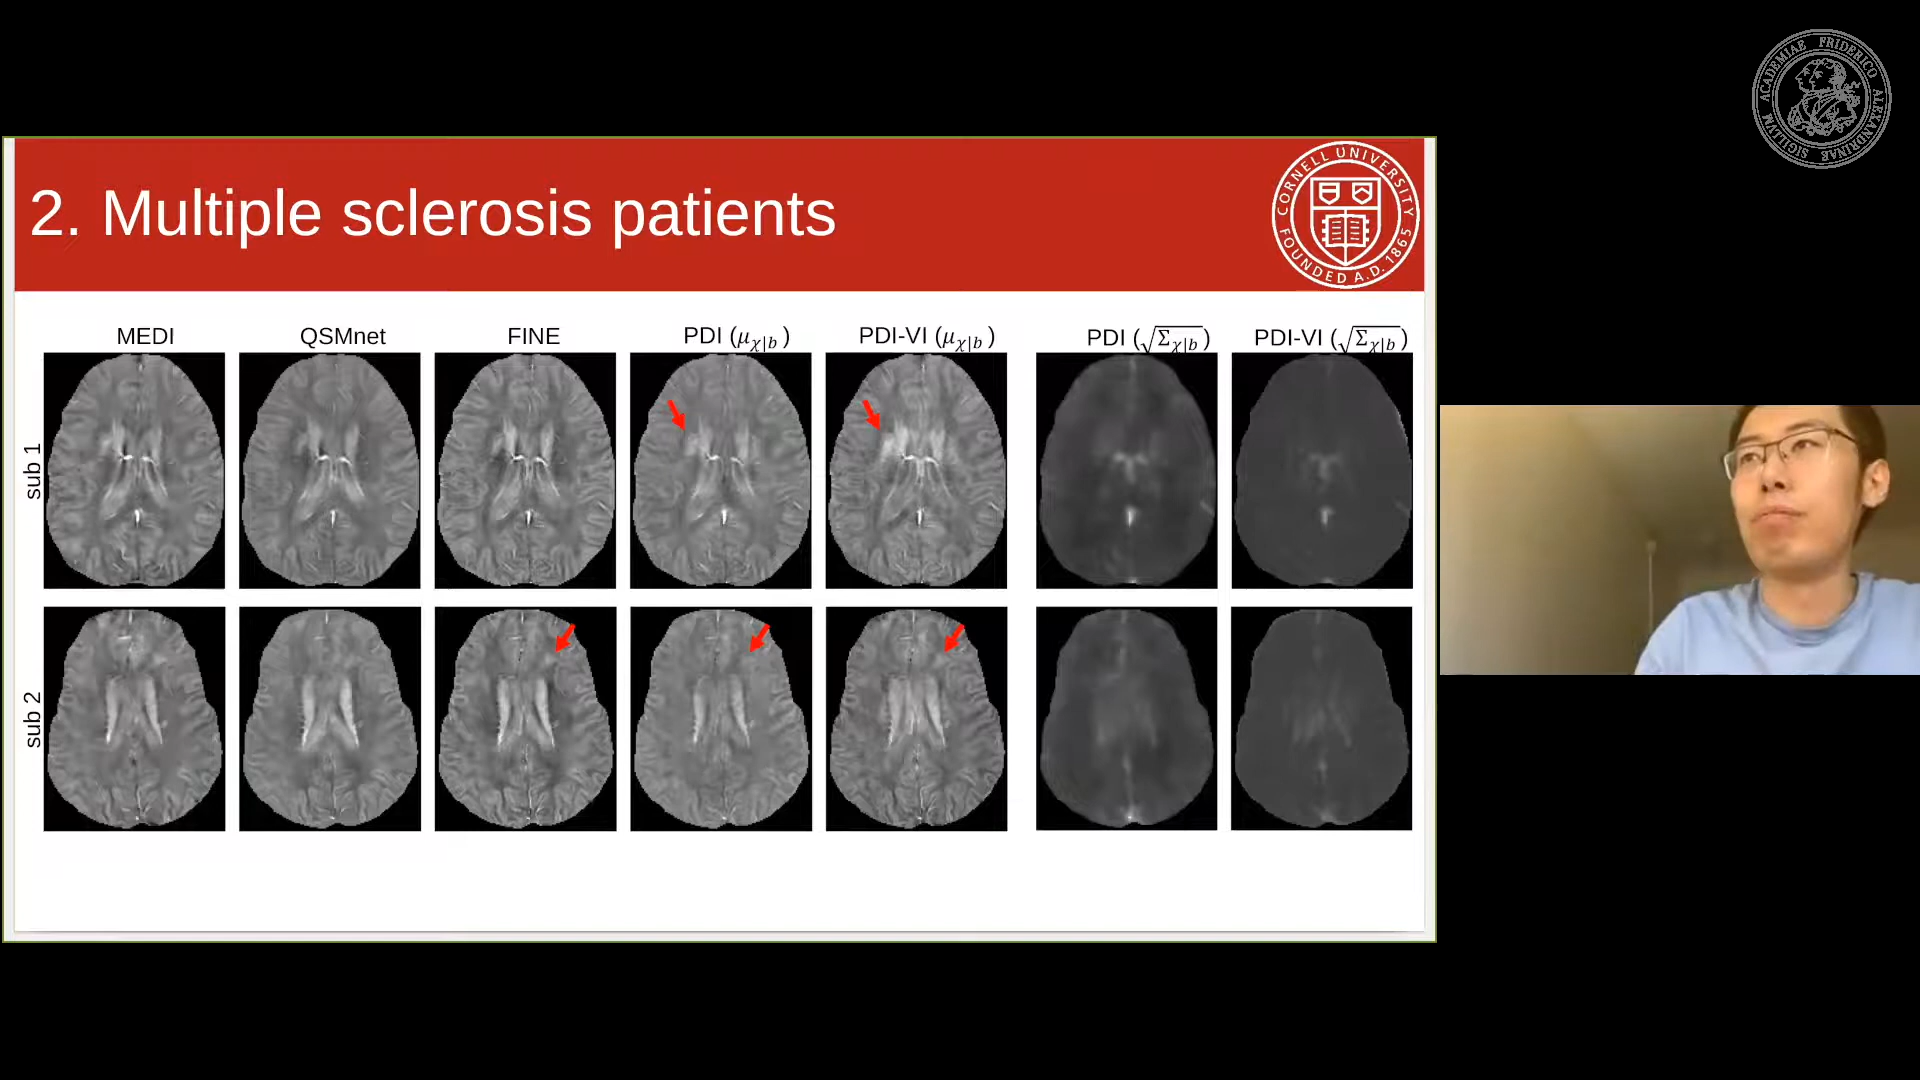 SIGILLVM ACADEMIAE FRIDERICO ALEXANDRINAE
2. Multiple sclerosis patients
CORNELL UNIVERSITY
FOUNDED A.D. 1865
MEDI QSMnet FINE PDI (μχ|b) PDI-VI (μχ|b) PDI (√Σχ|b) PDI-VI (√Σχ|b)
sub 1
sub 2